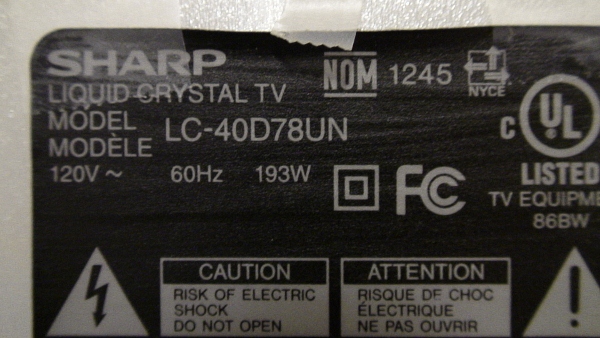 SHARP
LIQUID CRYSTAL TV
MODEL
MODÈLE
LC-40D78UN
120V ~ 60Hz 193W
NOM 1245
NYCE
C UL
LISTED
TV EQUIPME
86BW
FC
CAUTION
RISK OF ELECTRIC
SHOCK
DO NOT OPEN
ATTENTION
RISQUE DE CHOC
ÉLECTRIQUE
NE PAS OUVRIR